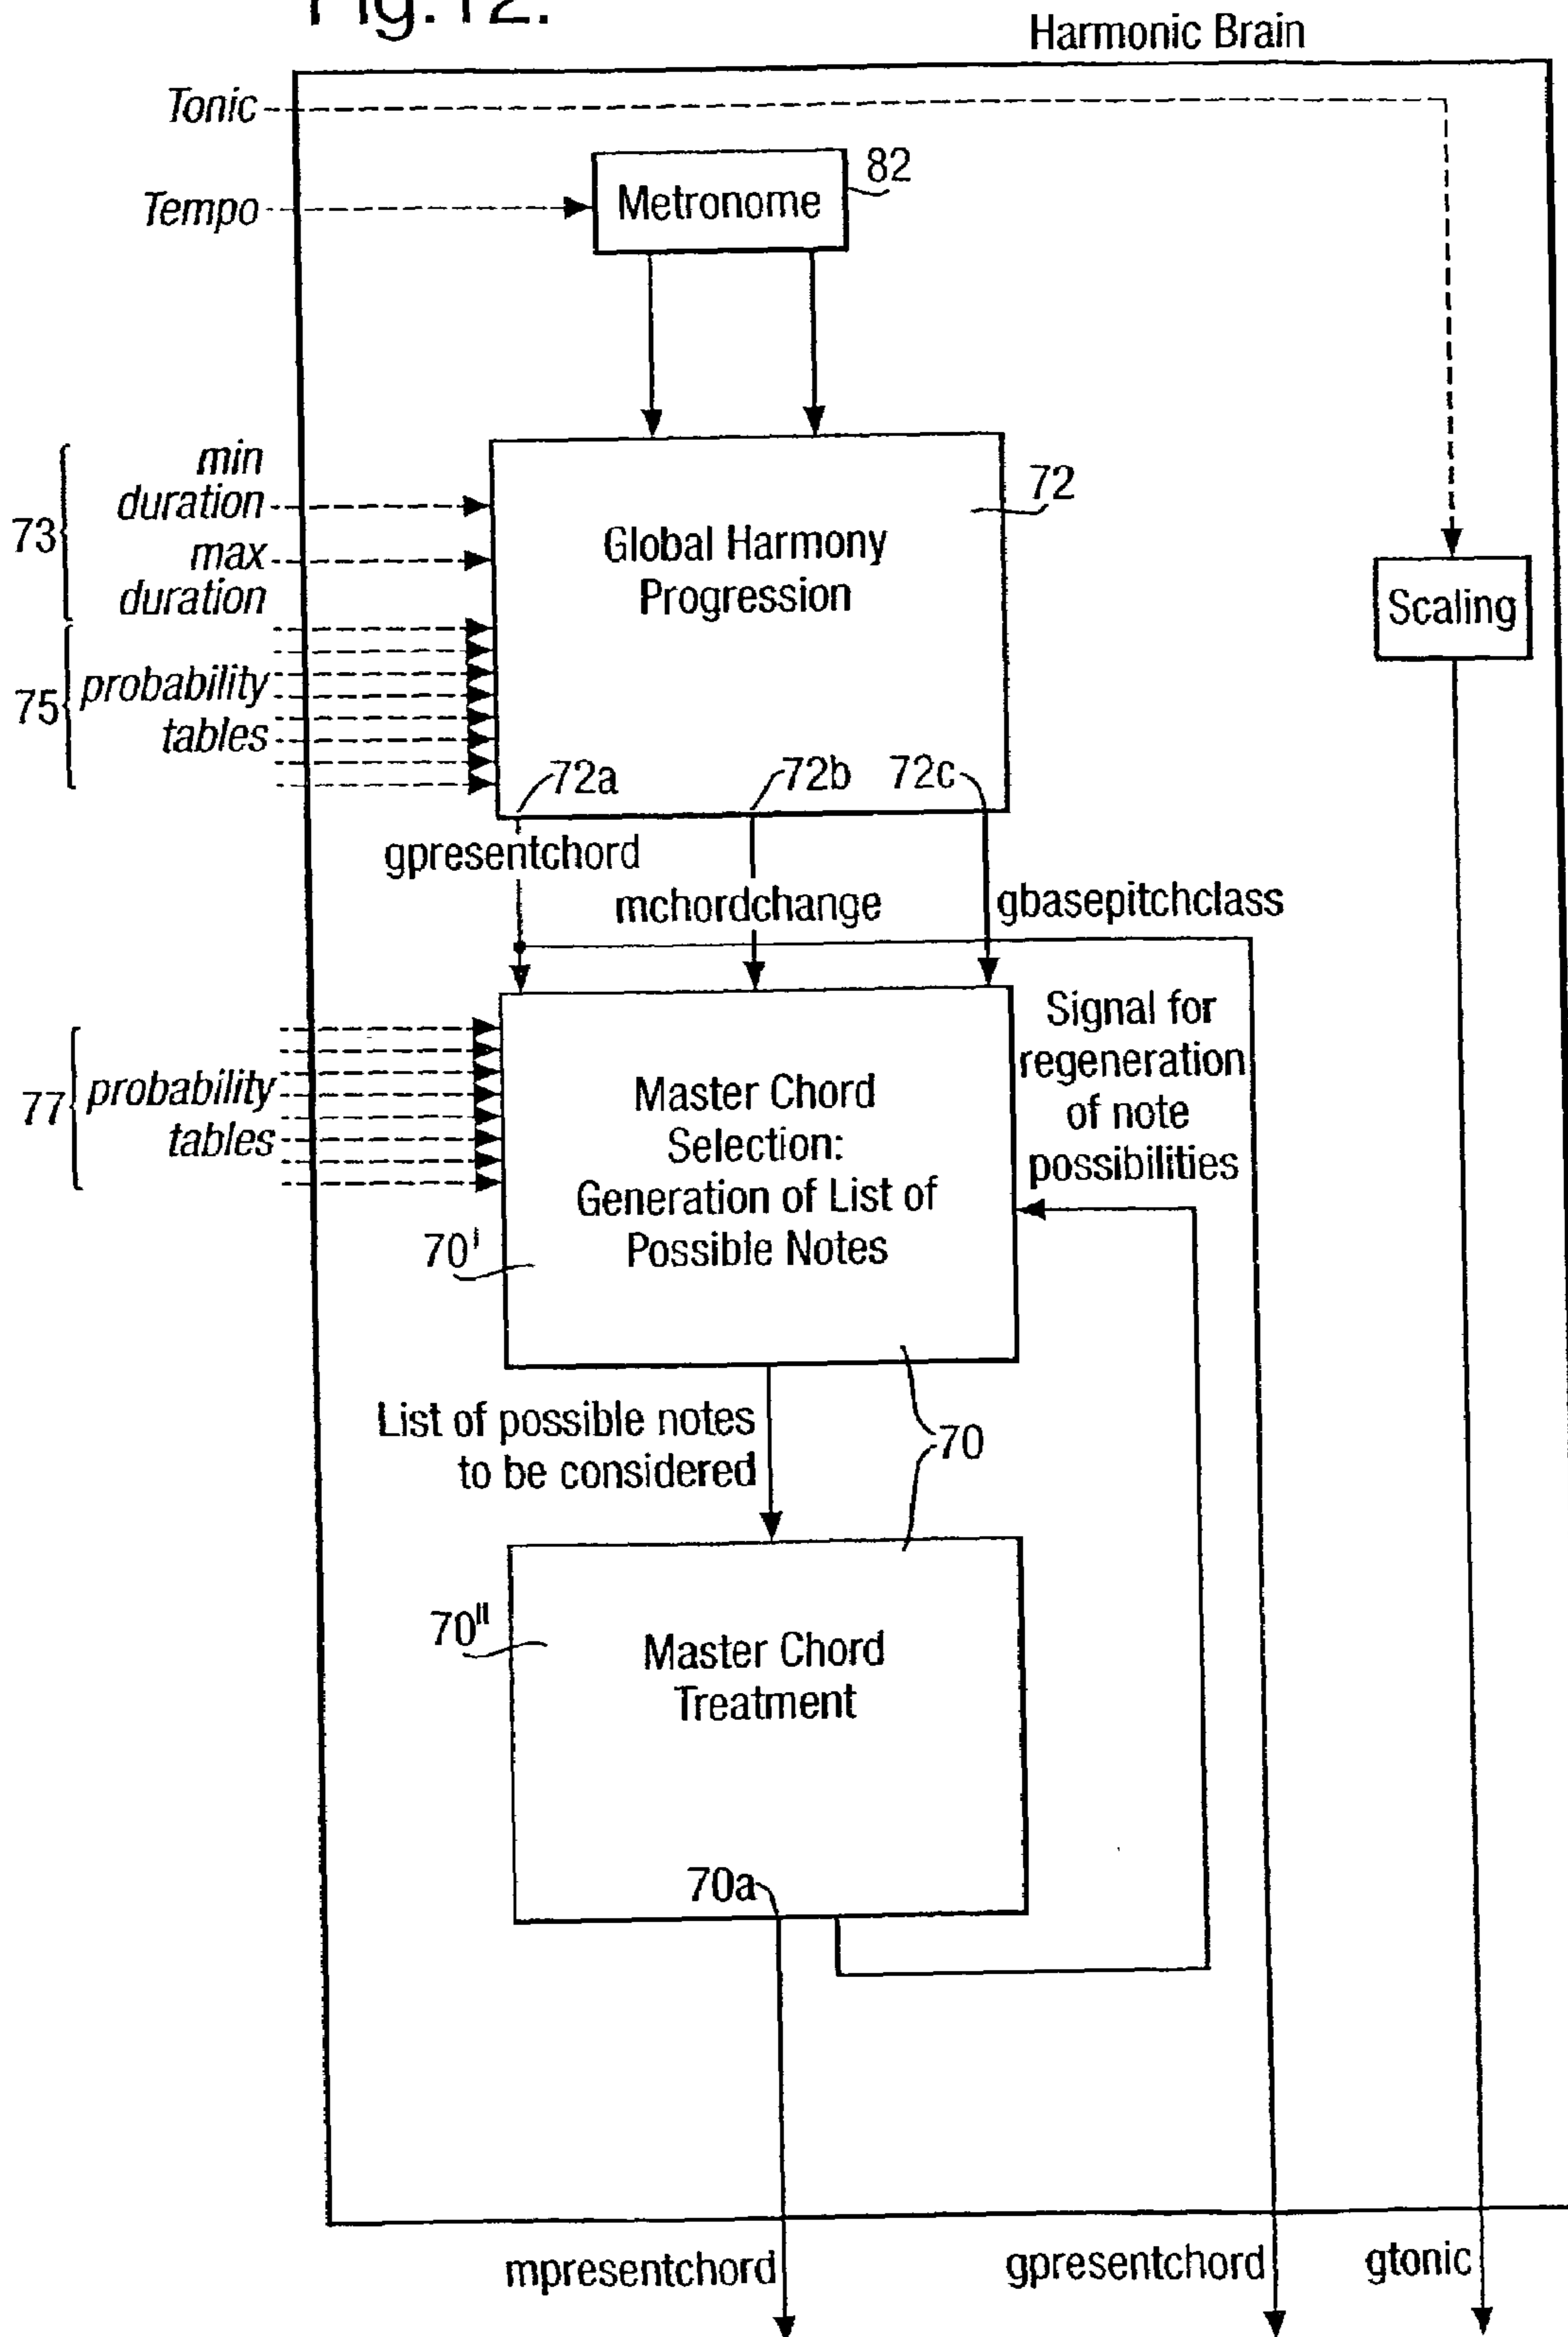 Fig.12.
Harmonic Brain
Tonic
Tempo
Metronome
82
73
min
duration
max
duration
72
Global Harmony
Progression
Scaling
75
probability
tables
72a
72b
72c
gpresentchord
mchordchange
gbasepitchclass
77
probability
tables
Master Chord
Selection:
Generation of List of
Possible Notes
70'
Signal for
regeneration
of note
possibilities
List of possible notes
to be considered
70
70"
Master Chord
Treatment
70a
mpresentchord
gpresentchord
gtonic